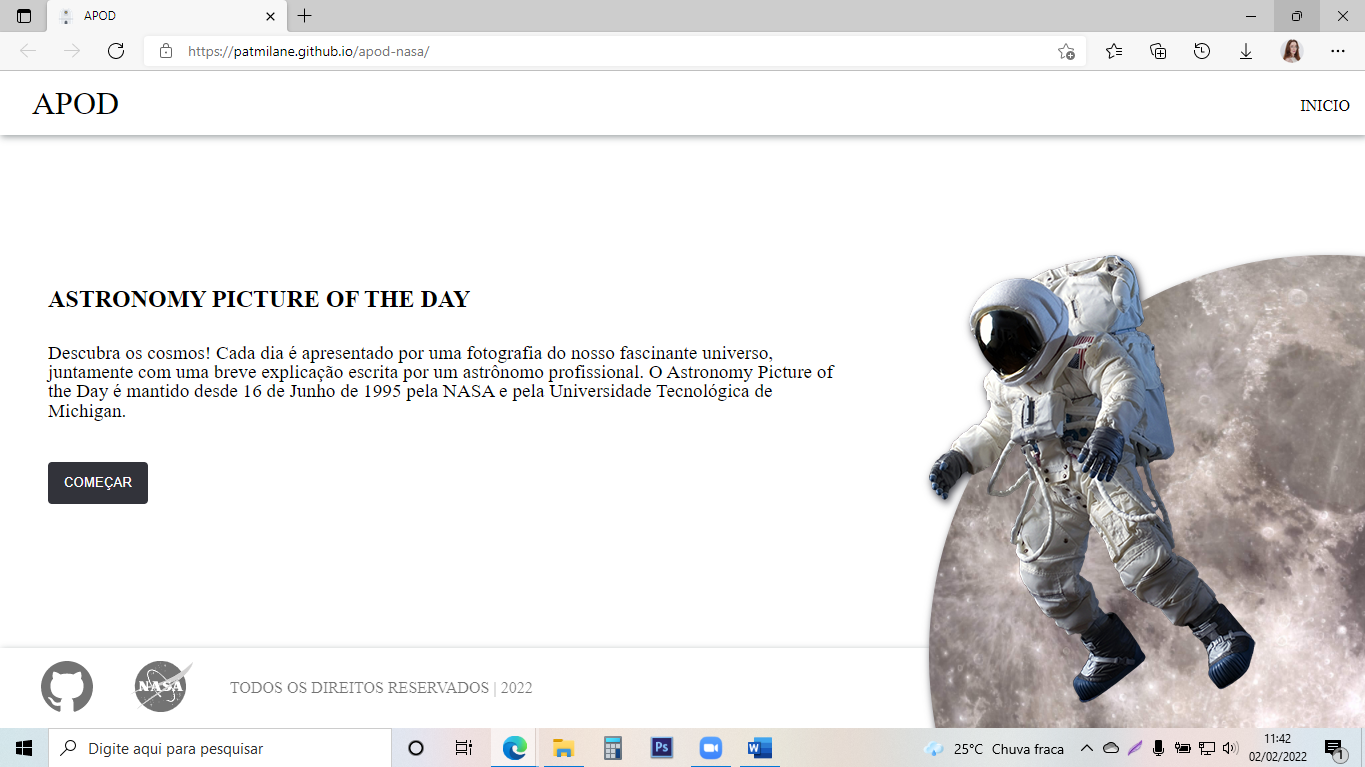 APOD
https://patmilane.github.io/apod-nasa/
APOD
INICIO
ASTRONOMY PICTURE OF THE DAY
Descubra os cosmos! Cada dia é apresentado por uma fotografia do nosso fascinante universo,
juntamente com uma breve explicação escrita por um astrônomo profissional. O Astronomy Picture of
the Day é mantido desde 16 de Junho de 1995 pela NASA e pela Universidade Tecnológica de
Michigan.
COMEÇAR
NASA
TODOS OS DIREITOS RESERVADOS | 2022
Digite aqui para pesquisar
Ps
W
25°C Chuva fraca
11:42
02/02/2022
1